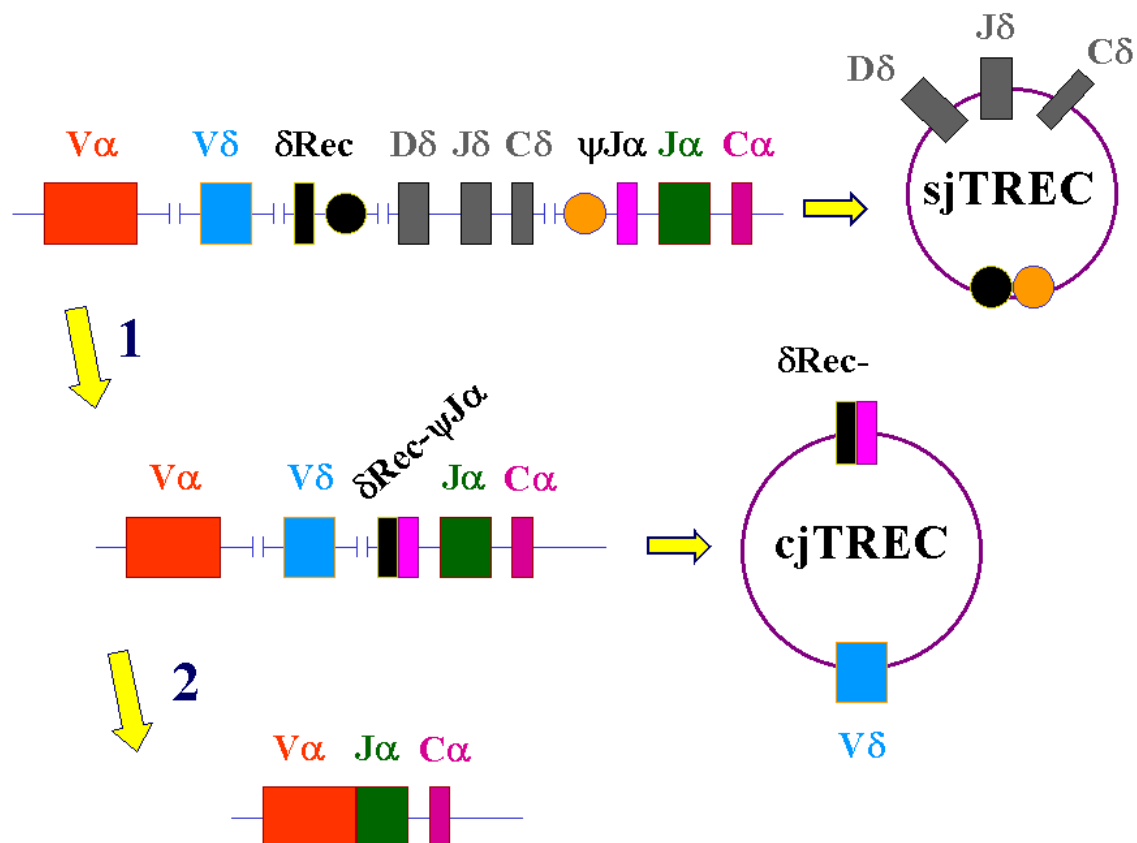 Jδ
Dδ
Cδ
Vα Vδ δRec Dδ Jδ Cδ ψJα Jα Cα
sjTREC
1
δRec-
δRec-ψJα
Vα Vδ Jα Cα
cjTREC
2
Vα Jα Cα
Vδ